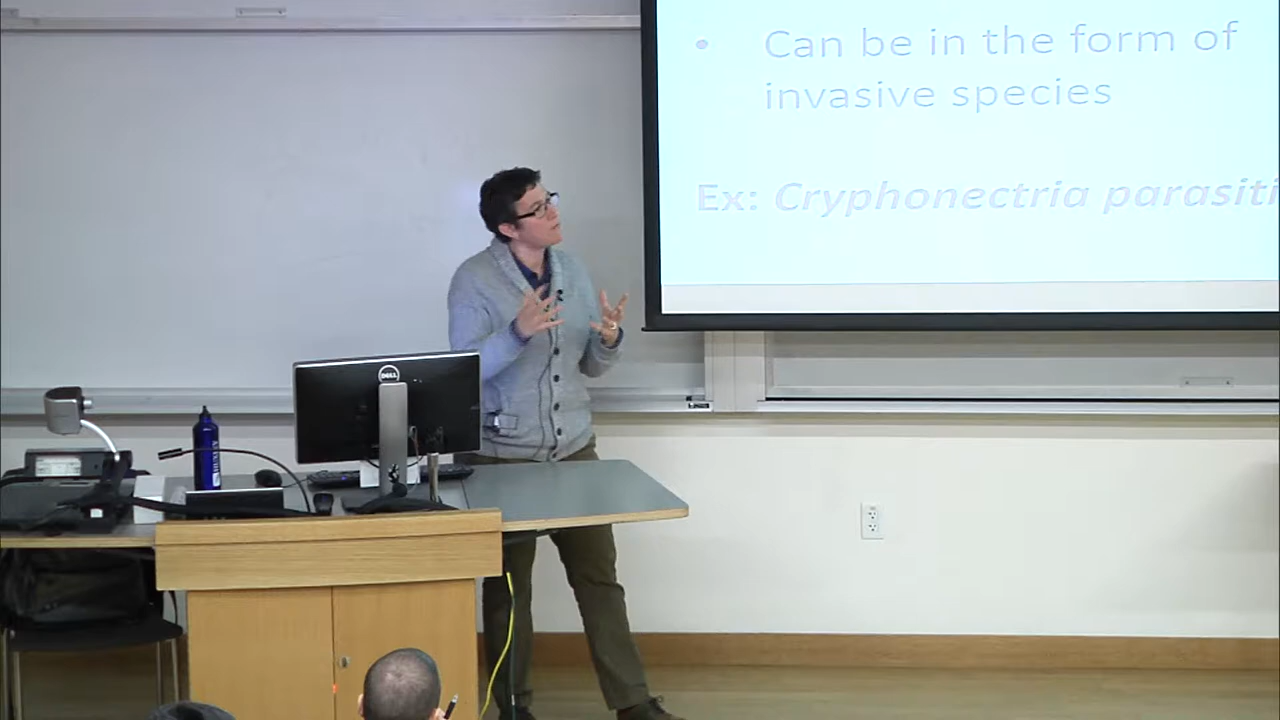 • Can be in the form of
invasive species
Ex: Cryphonectria parasiti
DELL